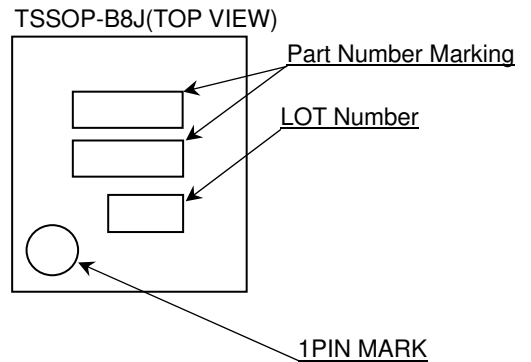 TSSOP-B8J(TOP VIEW)
Part Number Marking
LOT Number
1PIN MARK